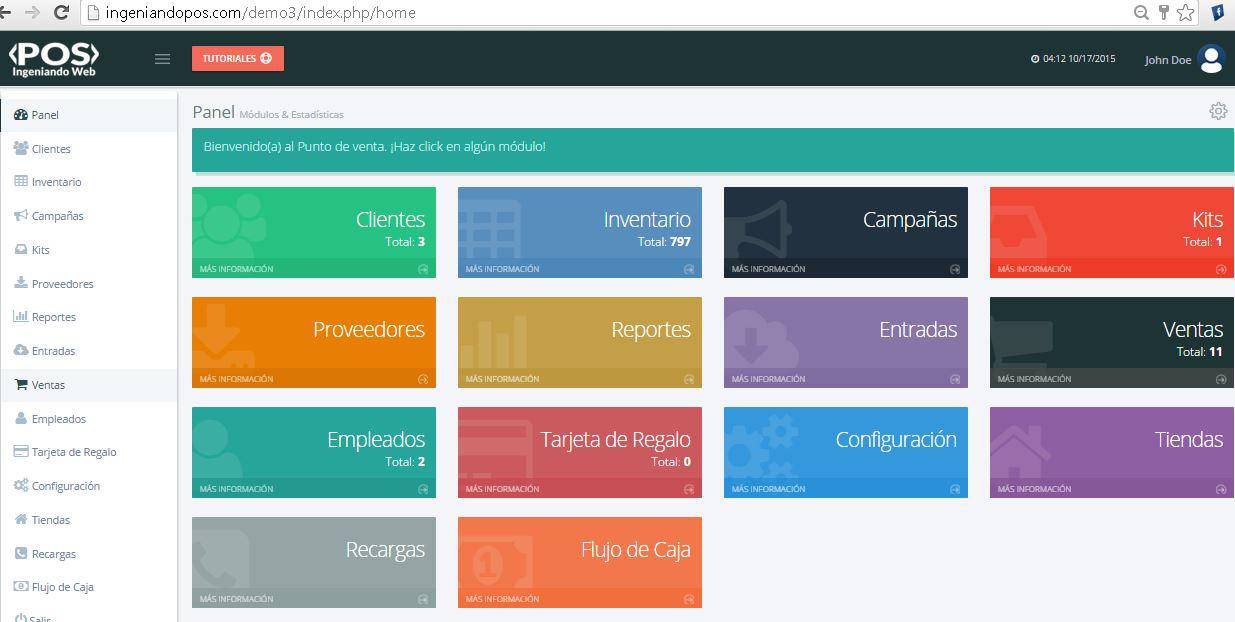 ingeniandopos.com/demo3/index.php/home
‹POS›
Ingeniando Web
TUTORIALES
04:12 10/17/2015
John Doe
Panel
Clientes
Inventario
Campañas
Kits
Proveedores
Reportes
Entradas
Ventas
Empleados
Tarjeta de Regalo
Configuración
Tiendas
Recargas
Flujo de Caja
Salir
Panel Módulos & Estadísticas
Bienvenido(a) al Punto de venta. ¡Haz click en algún módulo!
Clientes
Total: 3
MÁS INFORMACIÓN
Inventario
Total: 797
MÁS INFORMACIÓN
Campañas
MÁS INFORMACIÓN
Kits
Total: 1
MÁS INFORMACIÓN
Proveedores
MÁS INFORMACIÓN
Reportes
MÁS INFORMACIÓN
Entradas
MÁS INFORMACIÓN
Ventas
Total: 11
MÁS INFORMACIÓN
Empleados
Total: 2
MÁS INFORMACIÓN
Tarjeta de Regalo
Total: 0
MÁS INFORMACIÓN
Configuración
MÁS INFORMACIÓN
Tiendas
MÁS INFORMACIÓN
Recargas
MÁS INFORMACIÓN
Flujo de Caja
MÁS INFORMACIÓN